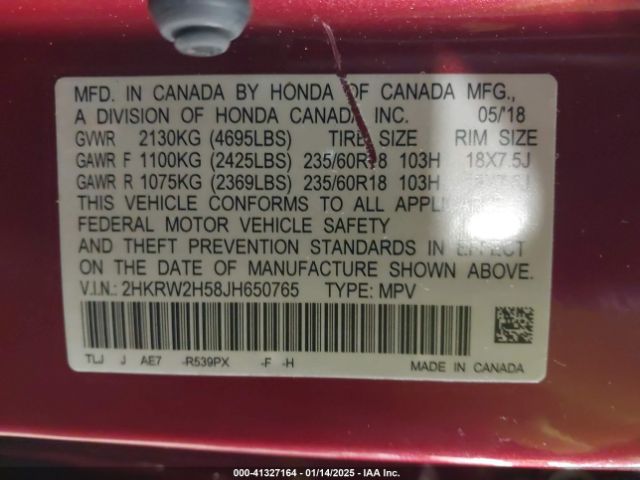 MFD. IN CANADA BY HONDA OF CANADA MFG.,
A DIVISION OF HONDA CANADA INC. 05/'18
GVWR 2130KG (4695LBS) TIRE SIZE RIM SIZE
GAWR F 1100KG (2425LBS) 235/60R18 103H 18X7.5J
GAWR R 1075KG (2369LBS) 235/60R18 103H
THIS VEHICLE CONFORMS TO ALL
FEDERAL MOTOR VEHICLE SAFETY
AND THEFT PREVENTION STANDARDS IN EFFECT
ON THE DATE OF MANUFACTURE SHOWN ABOVE.
V.I.N.: 2HKRW2H58JH650765 TYPE: MPV
TLJ J AE7 -R539PX -F -H MADE IN CANADA
000-41327164 - 01/14/2025 - IAA Inc.